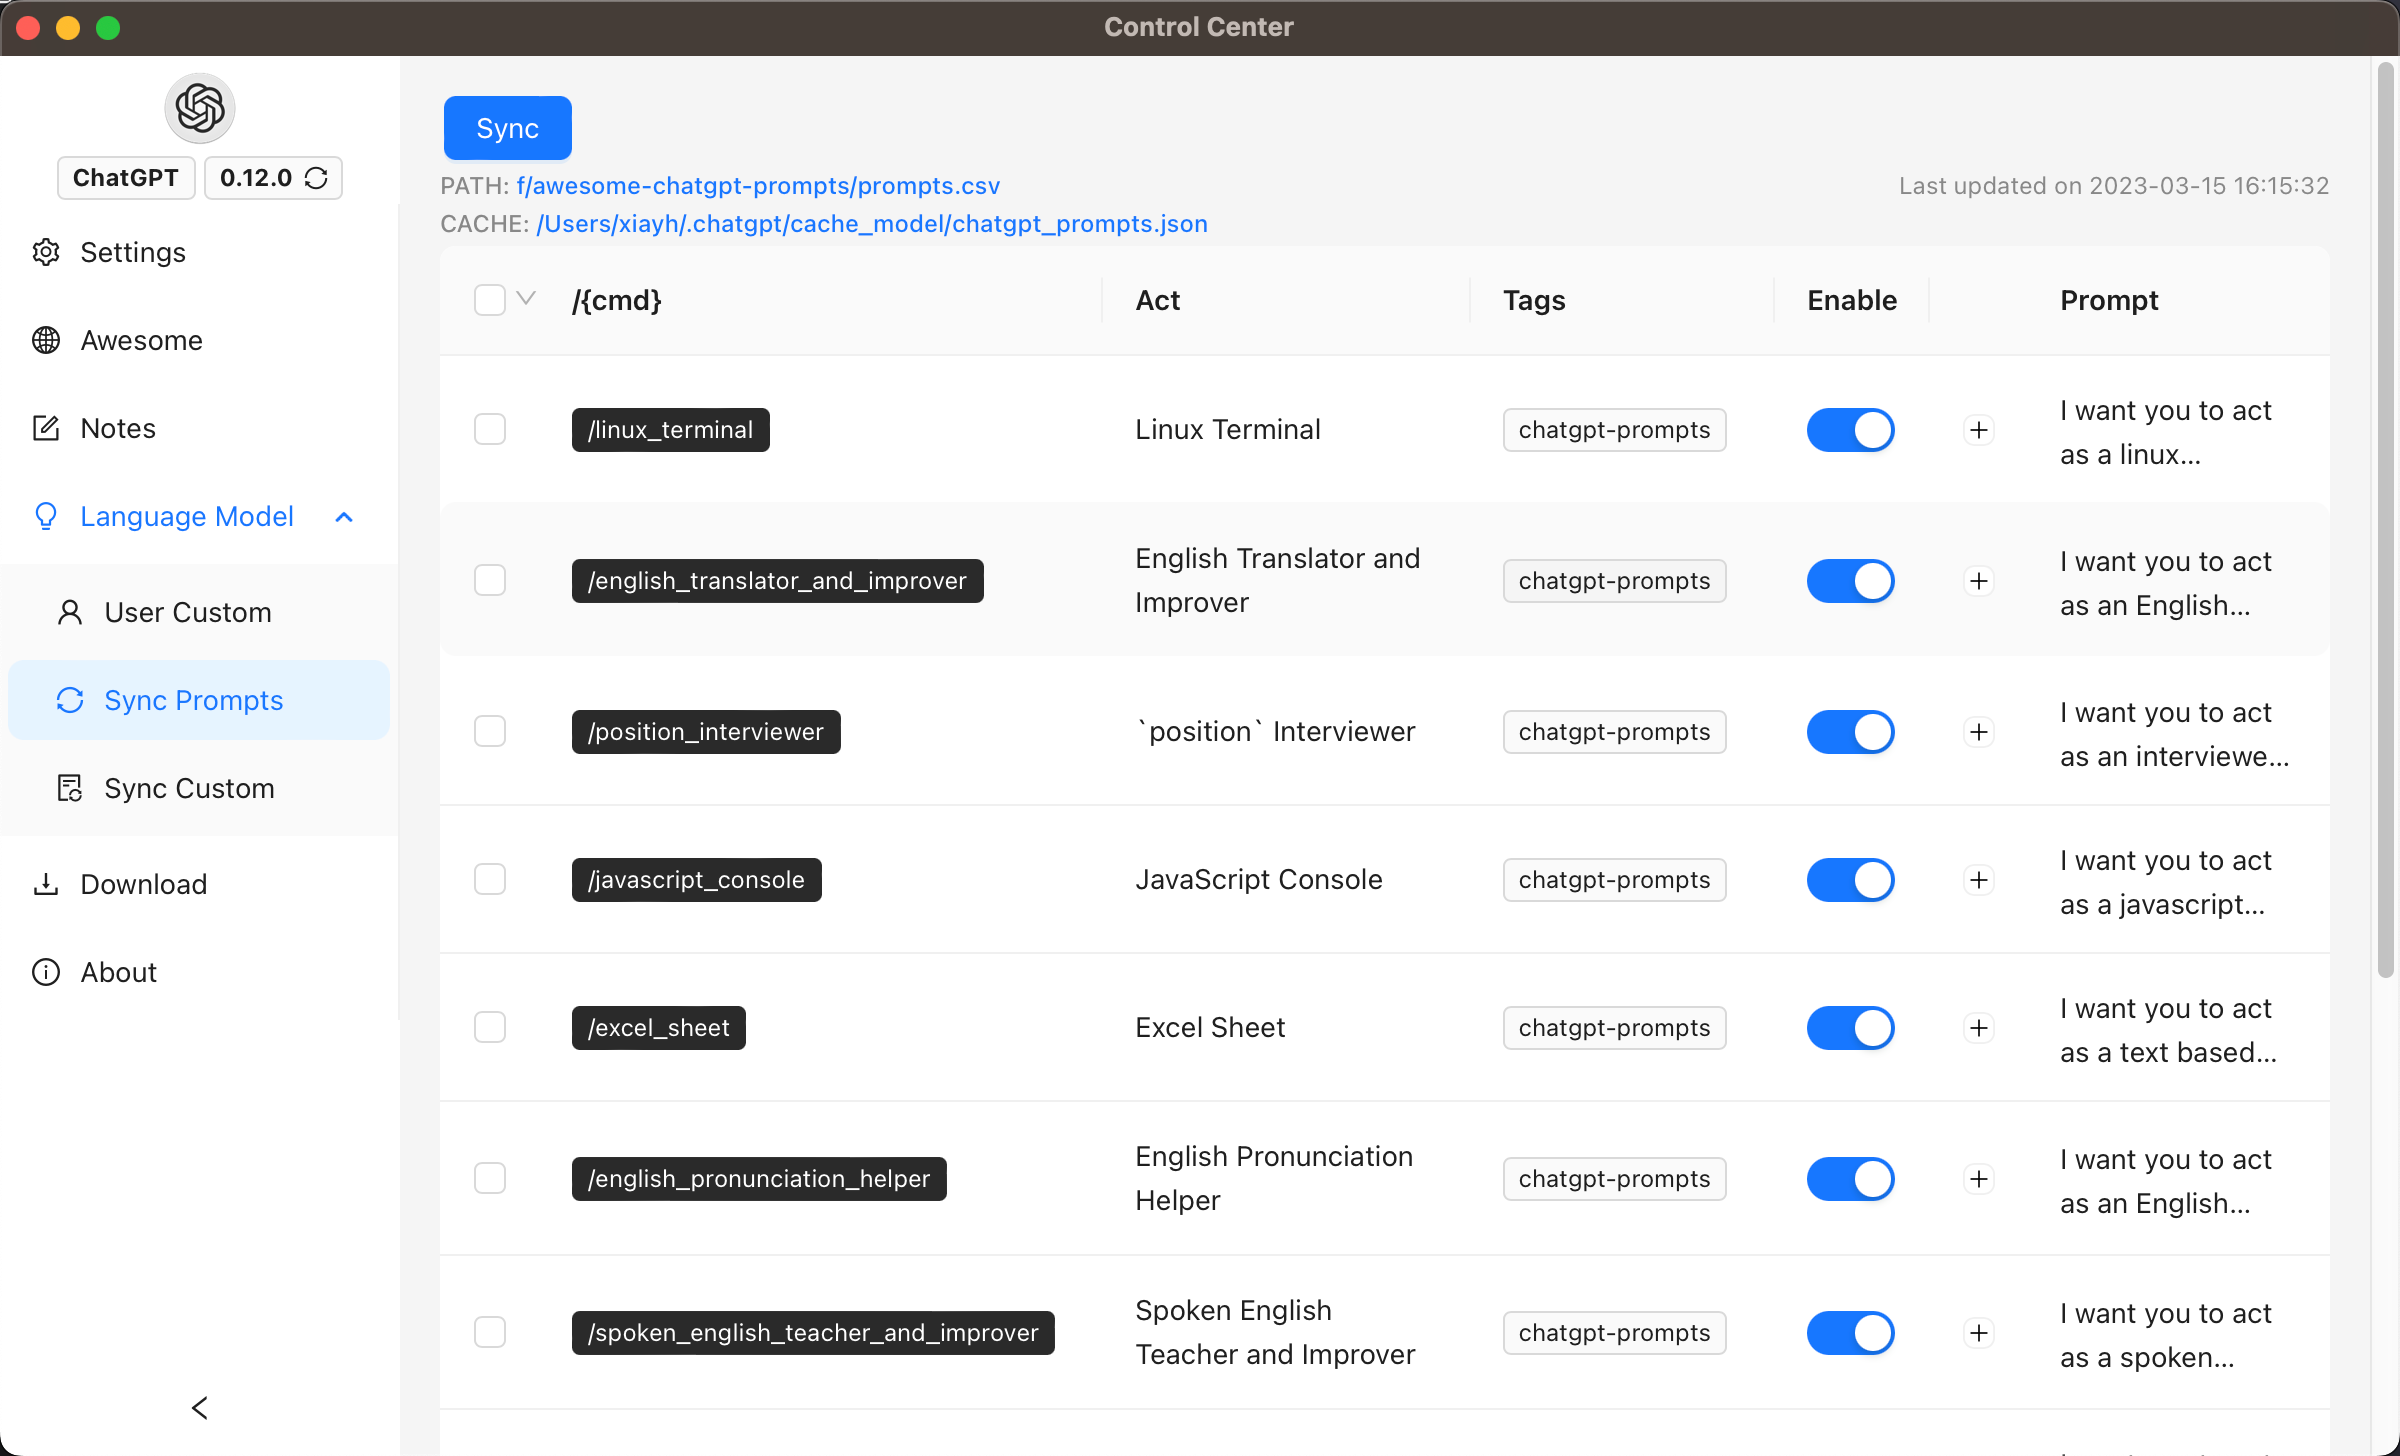 Control Center
ChatGPT
0.12.0
Settings
Awesome
Notes
Language Model
User Custom
Sync Prompts
Sync Custom
Download
About
Sync
PATH: f/awesome-chatgpt-prompts/prompts.csv
Last updated on 2023-03-15 16:15:32
CACHE: /Users/xiayh/.chatgpt/cache_model/chatgpt_prompts.json
/{cmd} Act Tags Enable Prompt
/linux_terminal
Linux Terminal
chatgpt-prompts
I want you to act
as a linux...
/english_translator_and_improver
English Translator and
Improver
chatgpt-prompts
I want you to act
as an English...
/position_interviewer
`position` Interviewer
chatgpt-prompts
I want you to act
as an interviewe...
/javascript_console
JavaScript Console
chatgpt-prompts
I want you to act
as a javascript...
/excel_sheet
Excel Sheet
chatgpt-prompts
I want you to act
as a text based...
/english_pronunciation_helper
English Pronunciation
Helper
chatgpt-prompts
I want you to act
as an English...
/spoken_english_teacher_and_improver
Spoken English
Teacher and Improver
chatgpt-prompts
I want you to act
as a spoken...